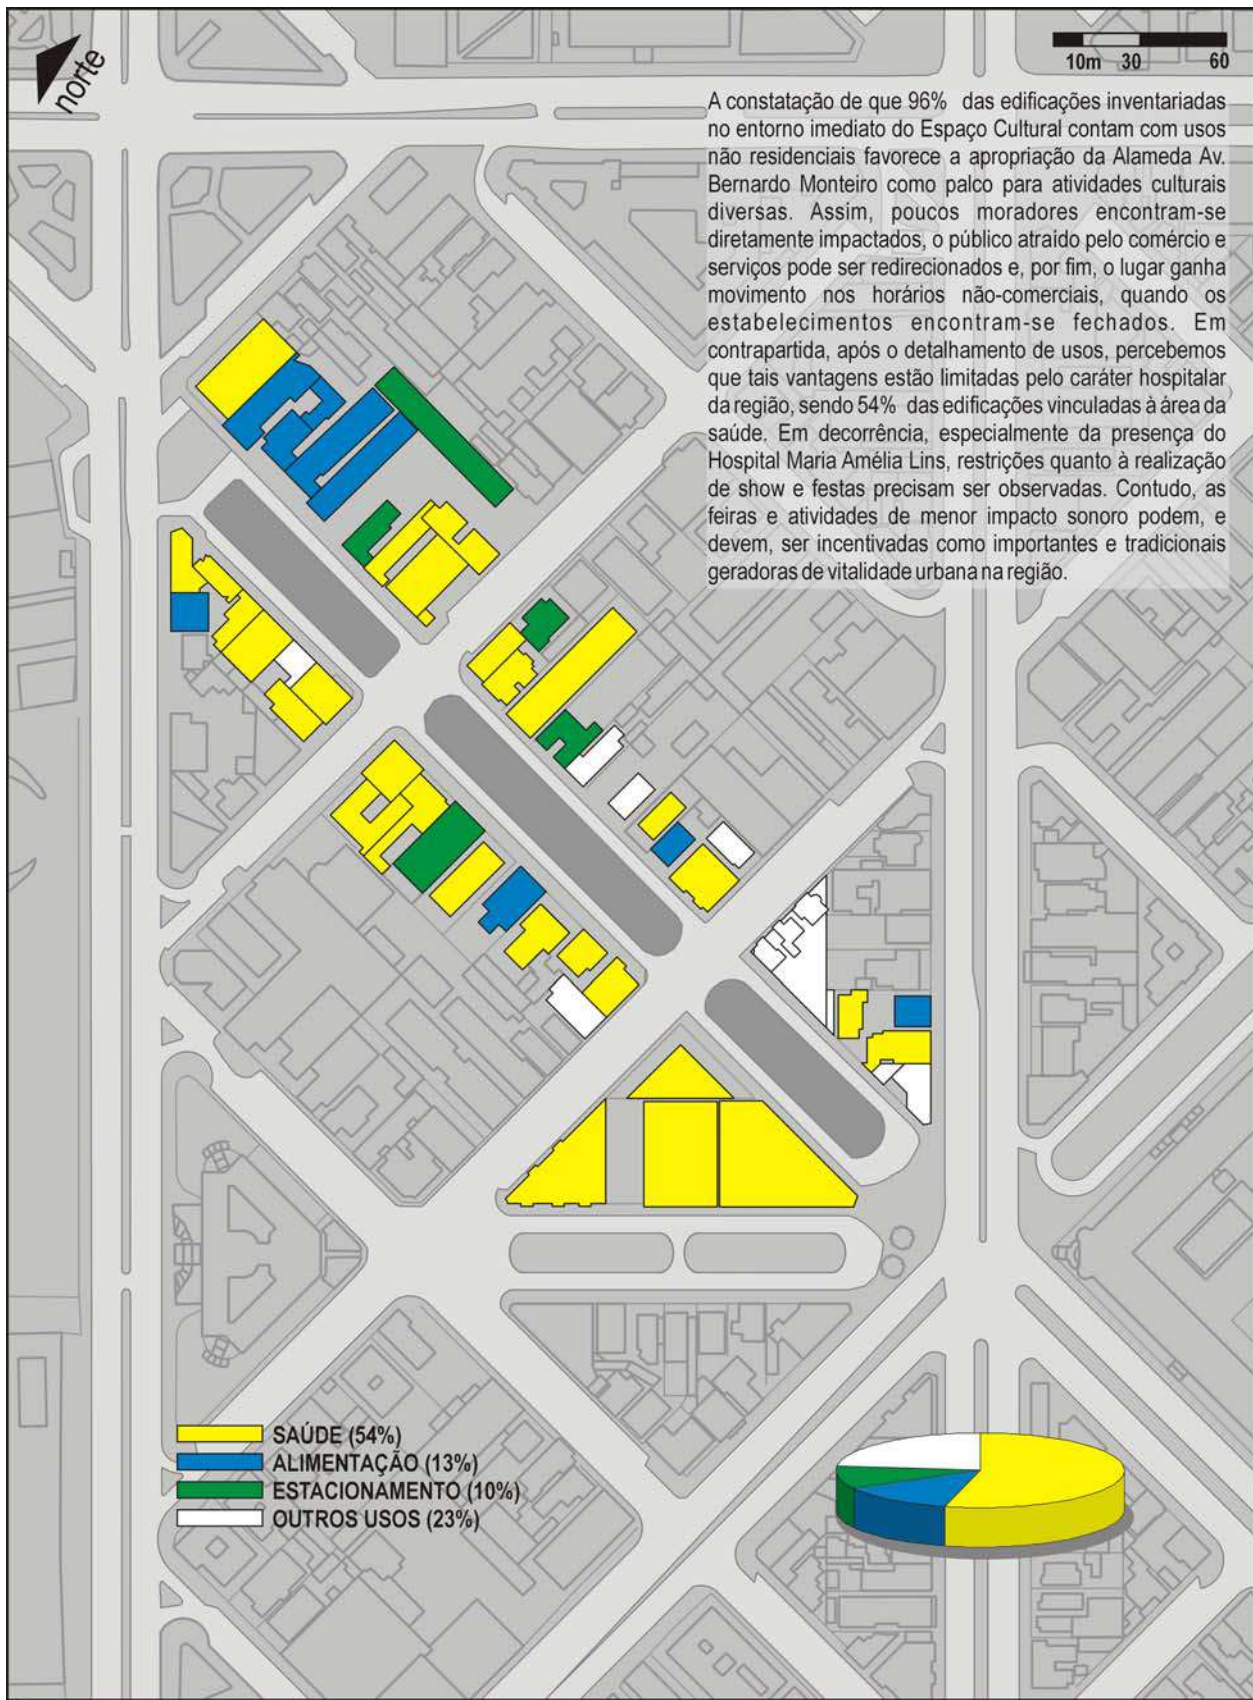 norte
10m 30 60
A constatação de que 96% das edificações inventariadas
no entorno imediato do Espaço Cultural contam com usos
não residenciais favorece a apropriação da Alameda Av.
Bernardo Monteiro como palco para atividades culturais
diversas. Assim, poucos moradores encontram-se
diretamente impactados, o público atraído pelo comércio e
serviços pode ser redirecionados e, por fim, o lugar ganha
movimento nos horários não-comerciais, quando os
estabelecimentos encontram-se fechados. Em
contrapartida, após o detalhamento de usos, percebemos
que tais vantagens estão limitadas pelo caráter hospitalar
da região, sendo 54% das edificações vinculadas à área da
saúde. Em decorrência, especialmente da presença do
Hospital Maria Amélia Lins, restrições quanto à realização
de show e festas precisam ser observadas. Contudo, as
feiras e atividades de menor impacto sonoro podem, e
devem, ser incentivadas como importantes e tradicionais
geradoras de vitalidade urbana na região.
SAÚDE (54%)
ALIMENTAÇÃO (13%)
ESTACIONAMENTO (10%)
OUTROS USOS (23%)